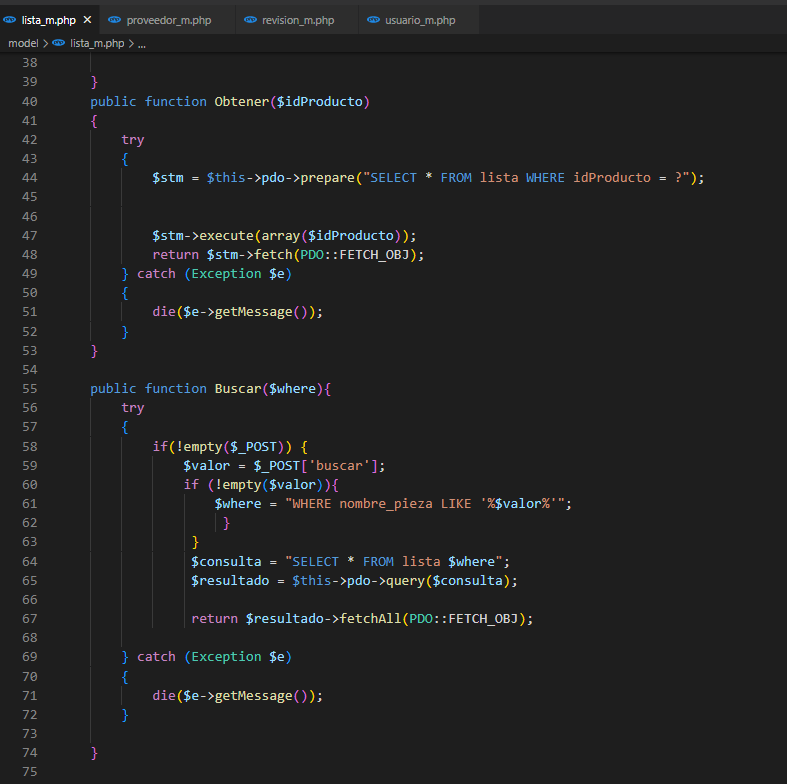 lista_m.php × proveedor_m.php revision_m.php usuario_m.php
model > lista_m.php > ...
38
39 }
40 public function Obtener($idProducto)
41 {
42 try
43 {
44 $stm = $this->pdo->prepare("SELECT * FROM lista WHERE idProducto = ?");
45
46
47 $stm->execute(array($idProducto));
48 return $stm->fetch(PDO::FETCH_OBJ);
49 } catch (Exception $e)
50 {
51 die($e->getMessage());
52 }
53 }
54
55 public function Buscar($where){
56 try
57 {
58 if(!empty($_POST)) {
59 $valor = $_POST['buscar'];
60 if (!empty($valor)){
61 $where = "WHERE nombre_pieza LIKE '%$valor%'";
62 }
63 }
64 $consulta = "SELECT * FROM lista $where";
65 $resultado = $this->pdo->query($consulta);
66
67 return $resultado->fetchAll(PDO::FETCH_OBJ);
68
69 } catch (Exception $e)
70 {
71 die($e->getMessage());
72 }
73
74 }
75